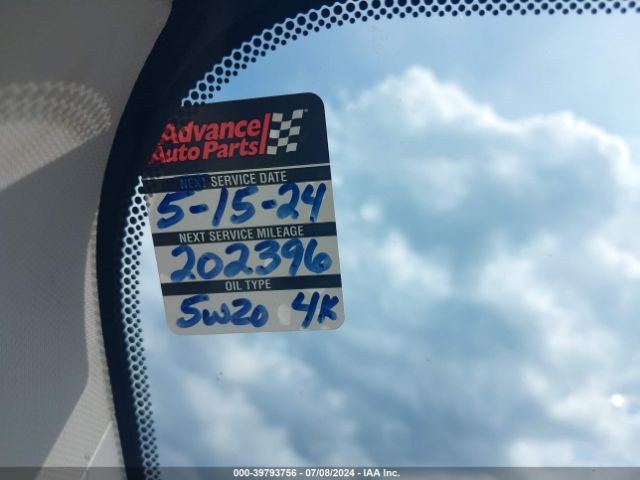 Advance
Auto Parts
NEXT SERVICE DATE
5-15-24
NEXT SERVICE MILEAGE
202396
OIL TYPE
5W20 4K
000-39793756 - 07/08/2024 - IAA Inc.